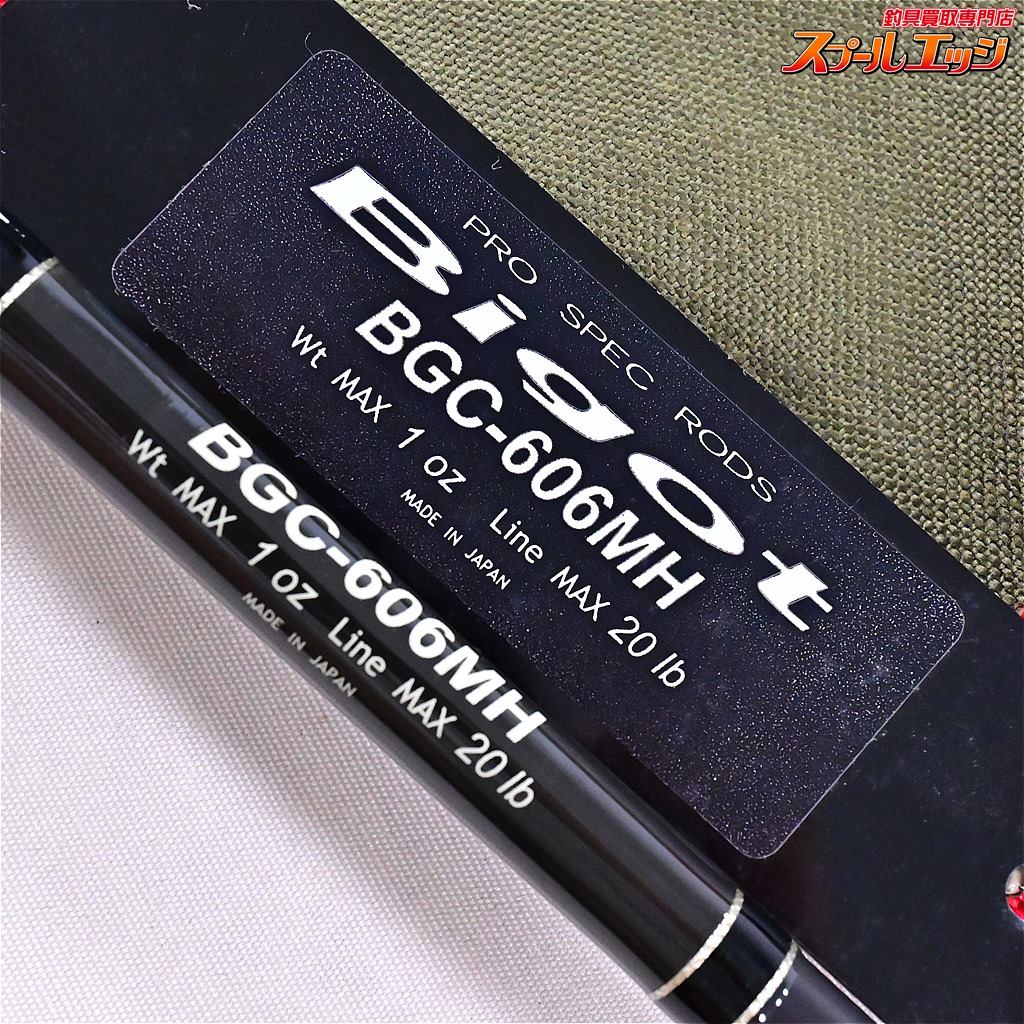 釣具買取専門店
スプールエッジ
PRO SPEC RODS
Bigot
BGC-606MH
Wt MAX 1 oz Line MAX 20 lb
MADE IN JAPAN
BGC-606MH
Wt MAX 1 oz Line MAX 20 lb
MADE IN JAPAN